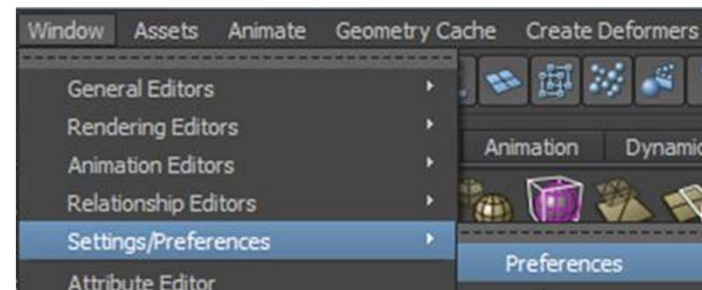 Window Assets Animate Geometry Cache Create Deformers
General Editors
Rendering Editors
Animation Editors
Relationship Editors
Settings/Preferences
Attribute Editor
Animation Dynamic
Preferences